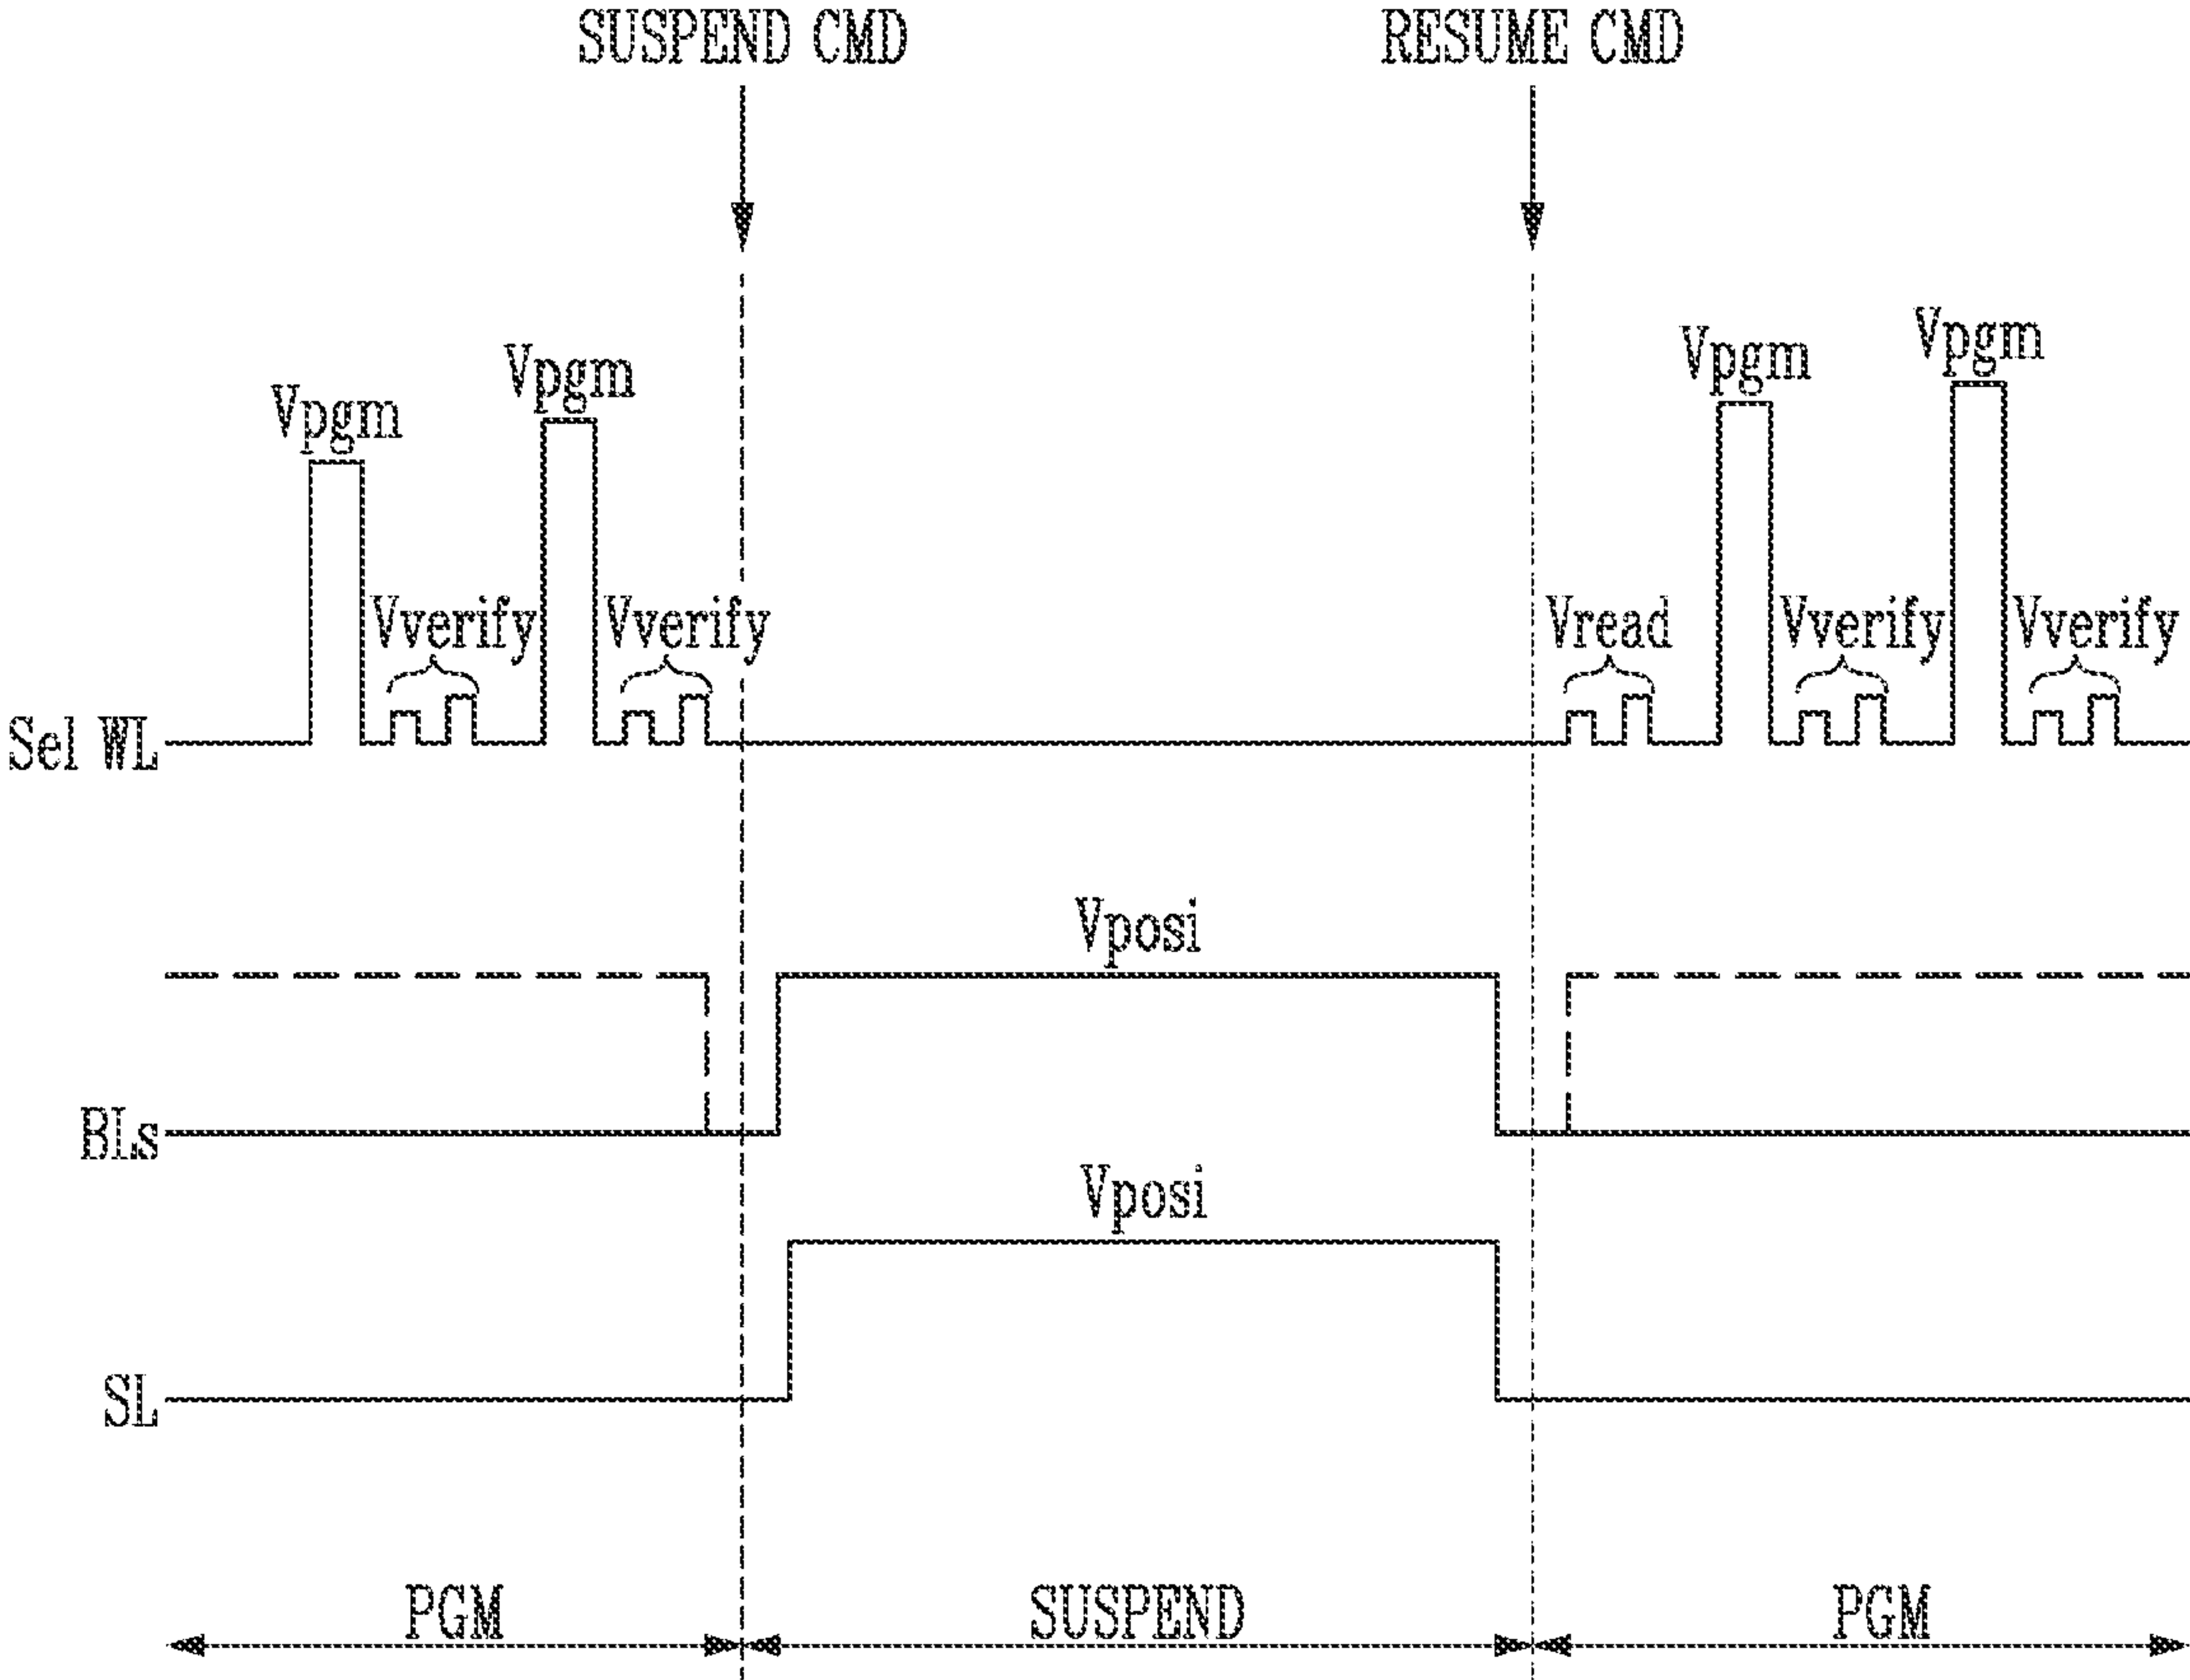 SUSPEND CMD
RESUME CMD
Vpgm
Vpgm
Vpgm
Vpgm
Vverify
Vverify
Vread
Vverify
Vverify
Sel WL
Vposi
BLs
Vposi
SL
PGM
SUSPEND
PGM